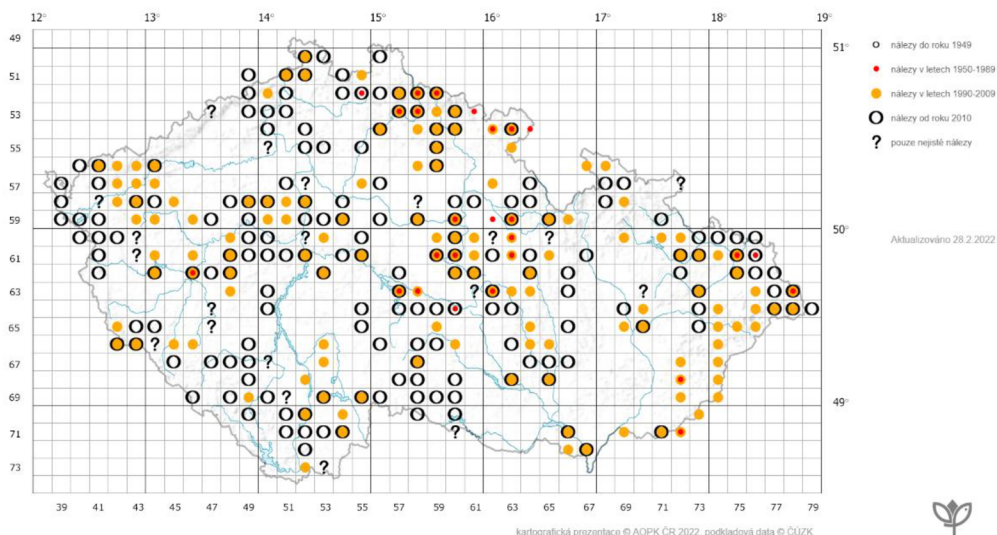 12° 13° 14° 15° 16° 17° 18° 19°
49
51°
51
53
55
57
59
50°
61
63
65
67
69
49°
71
73
39 41 43 45 47 49 51 53 55 57 59 61 63 65 67 69 71 73 75 77 79
nálezy do roku 1949
nálezy v letech 1950-1989
nálezy v letech 1990-2009
nálezy od roku 2010
? pouze nejisté nálezy
Aktualizováno 28.2.2022
kartografická prezentace © AOPK ČR 2022, podkladová data © ČÚZK